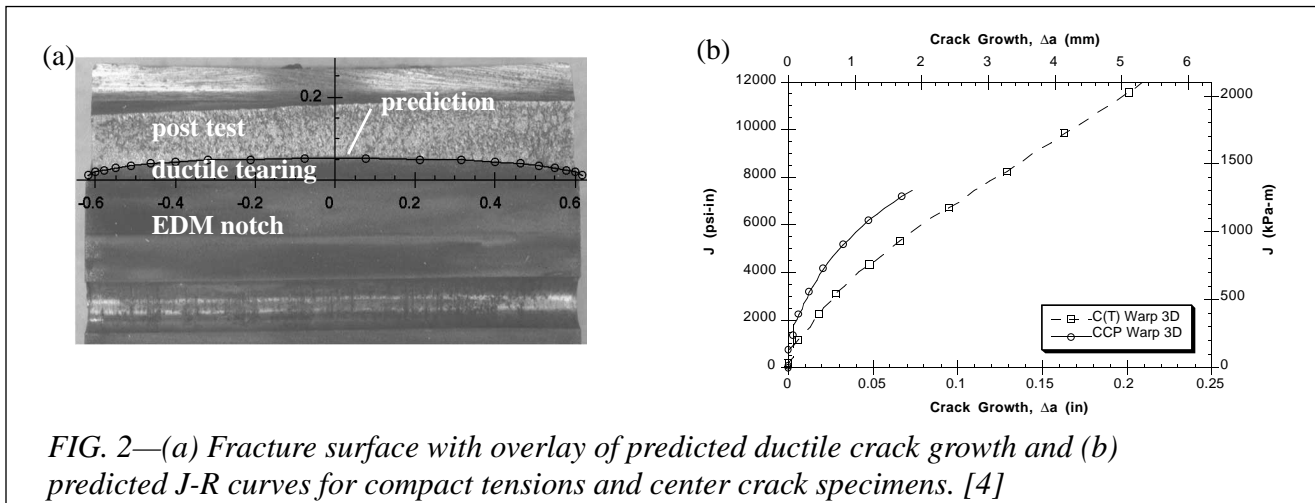 (a)
0.2
prediction
post test
ductile tearing
-0.6 -0.4 -0.2 0 0.2 0.4 0.6
EDM notch
(b)
Crack Growth, Δa (mm)
0 1 2 3 4 5 6
12000
10000
8000
6000
4000
2000
0
J (psi-in)
2000
1500
1000
500
0
J (kPa-m)
C(T) Warp 3D
CCP Warp 3D
0 0.05 0.1 0.15 0.2 0.25
Crack Growth, Δa (in)
FIG. 2—(a) Fracture surface with overlay of predicted ductile crack growth and (b)
predicted J-R curves for compact tensions and center crack specimens. [4]